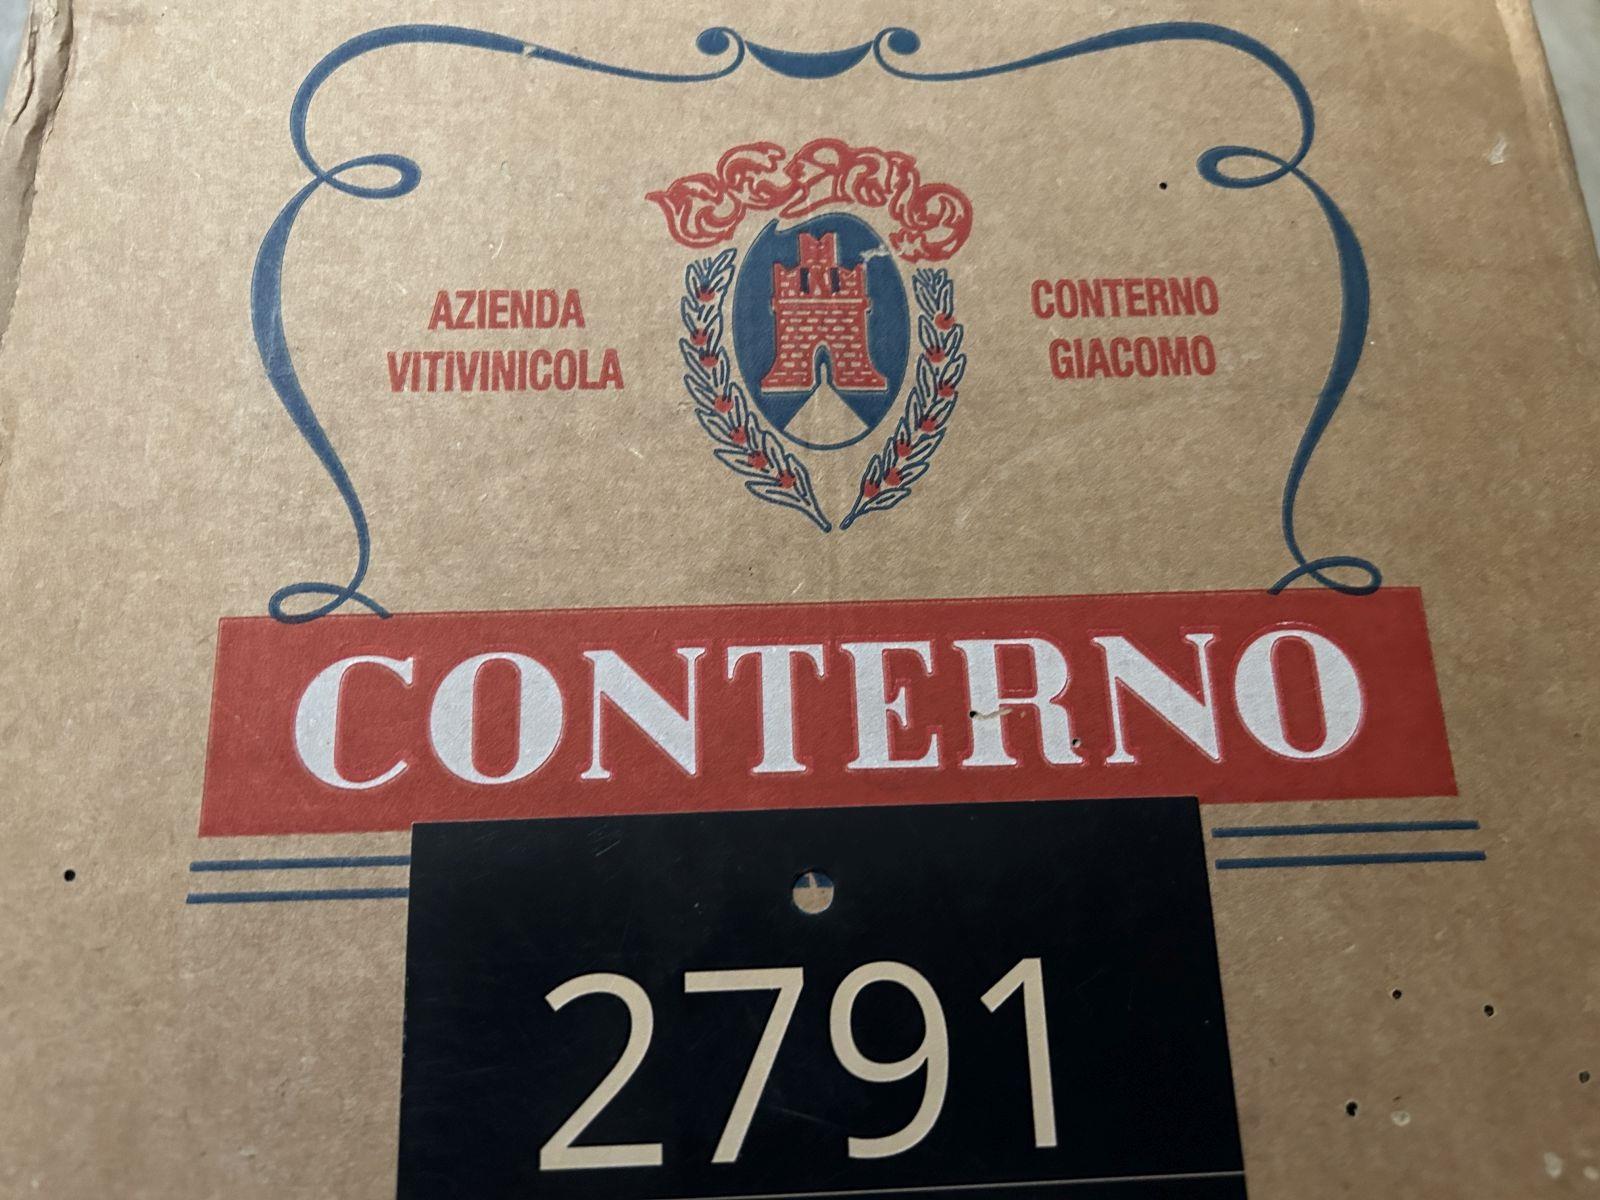 AZIENDA
VITIVINICOLA
CONTERNO
GIACOMO
CONTERNO
2791